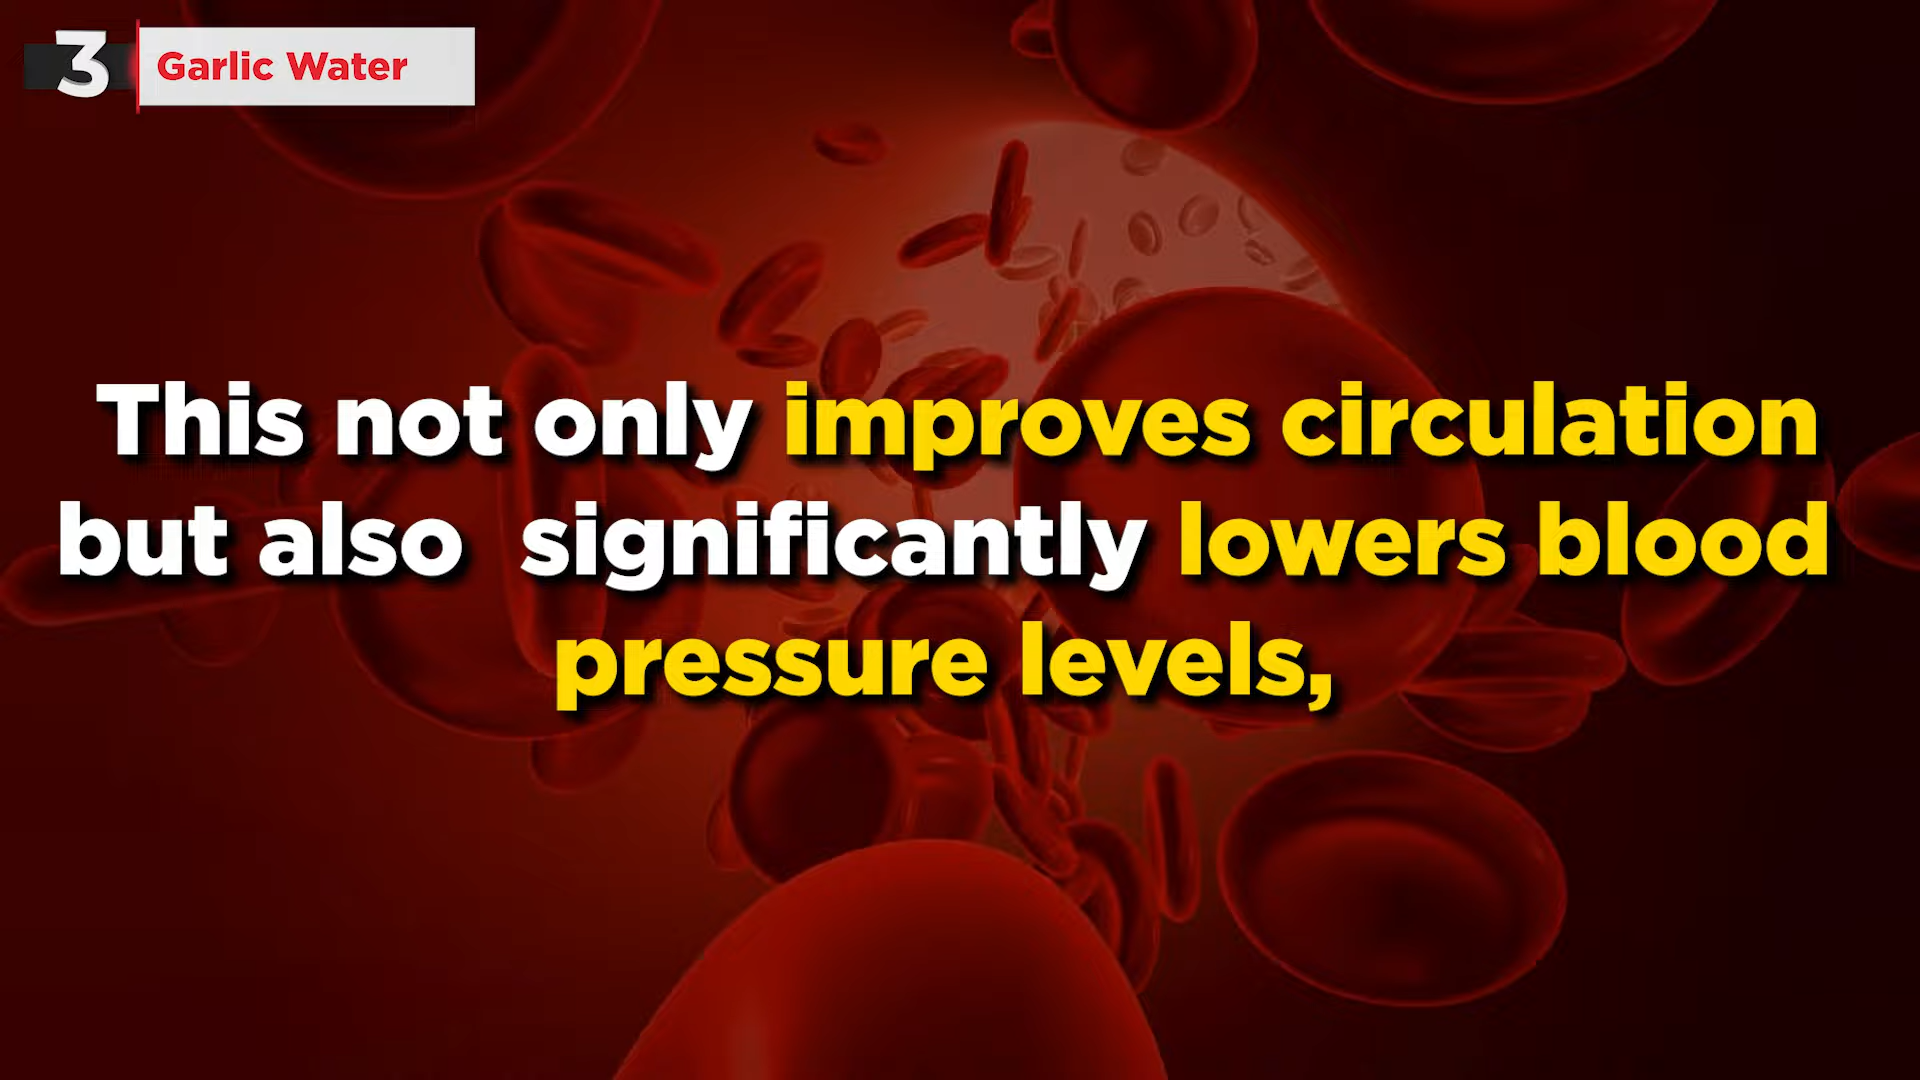 3
Garlic Water
This not only improves circulation
but also significantly lowers blood
pressure levels,